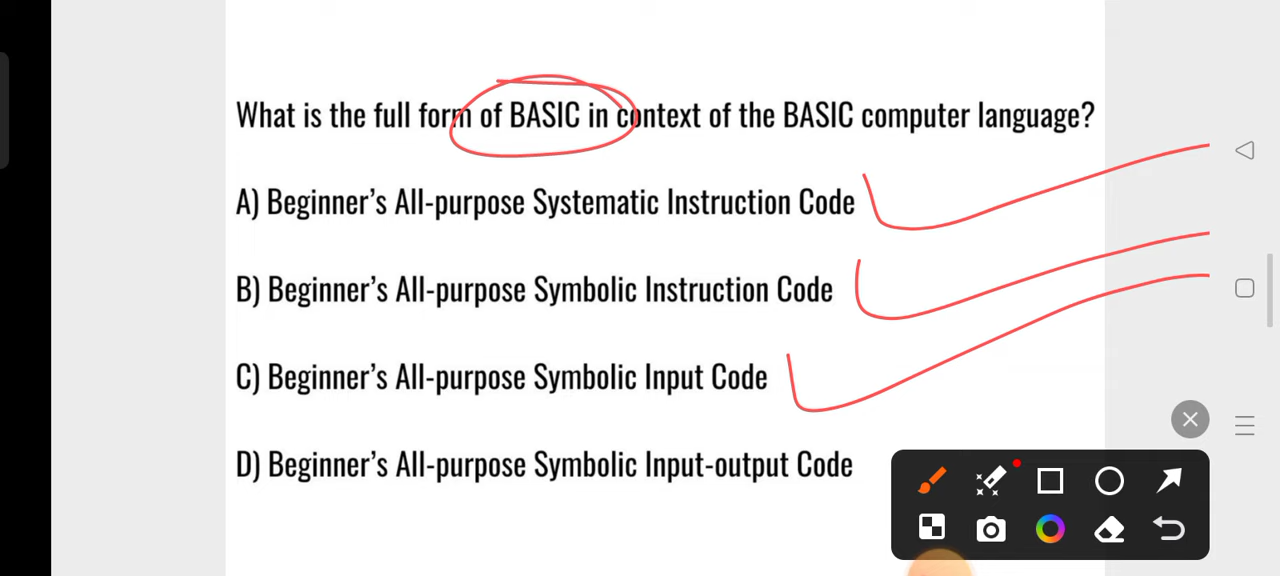 What is the full form of BASIC in context of the BASIC computer language?
A) Beginner's All-purpose Systematic Instruction Code
B) Beginner's All-purpose Symbolic Instruction Code
C) Beginner's All-purpose Symbolic Input Code
D) Beginner's All-purpose Symbolic Input-output Code